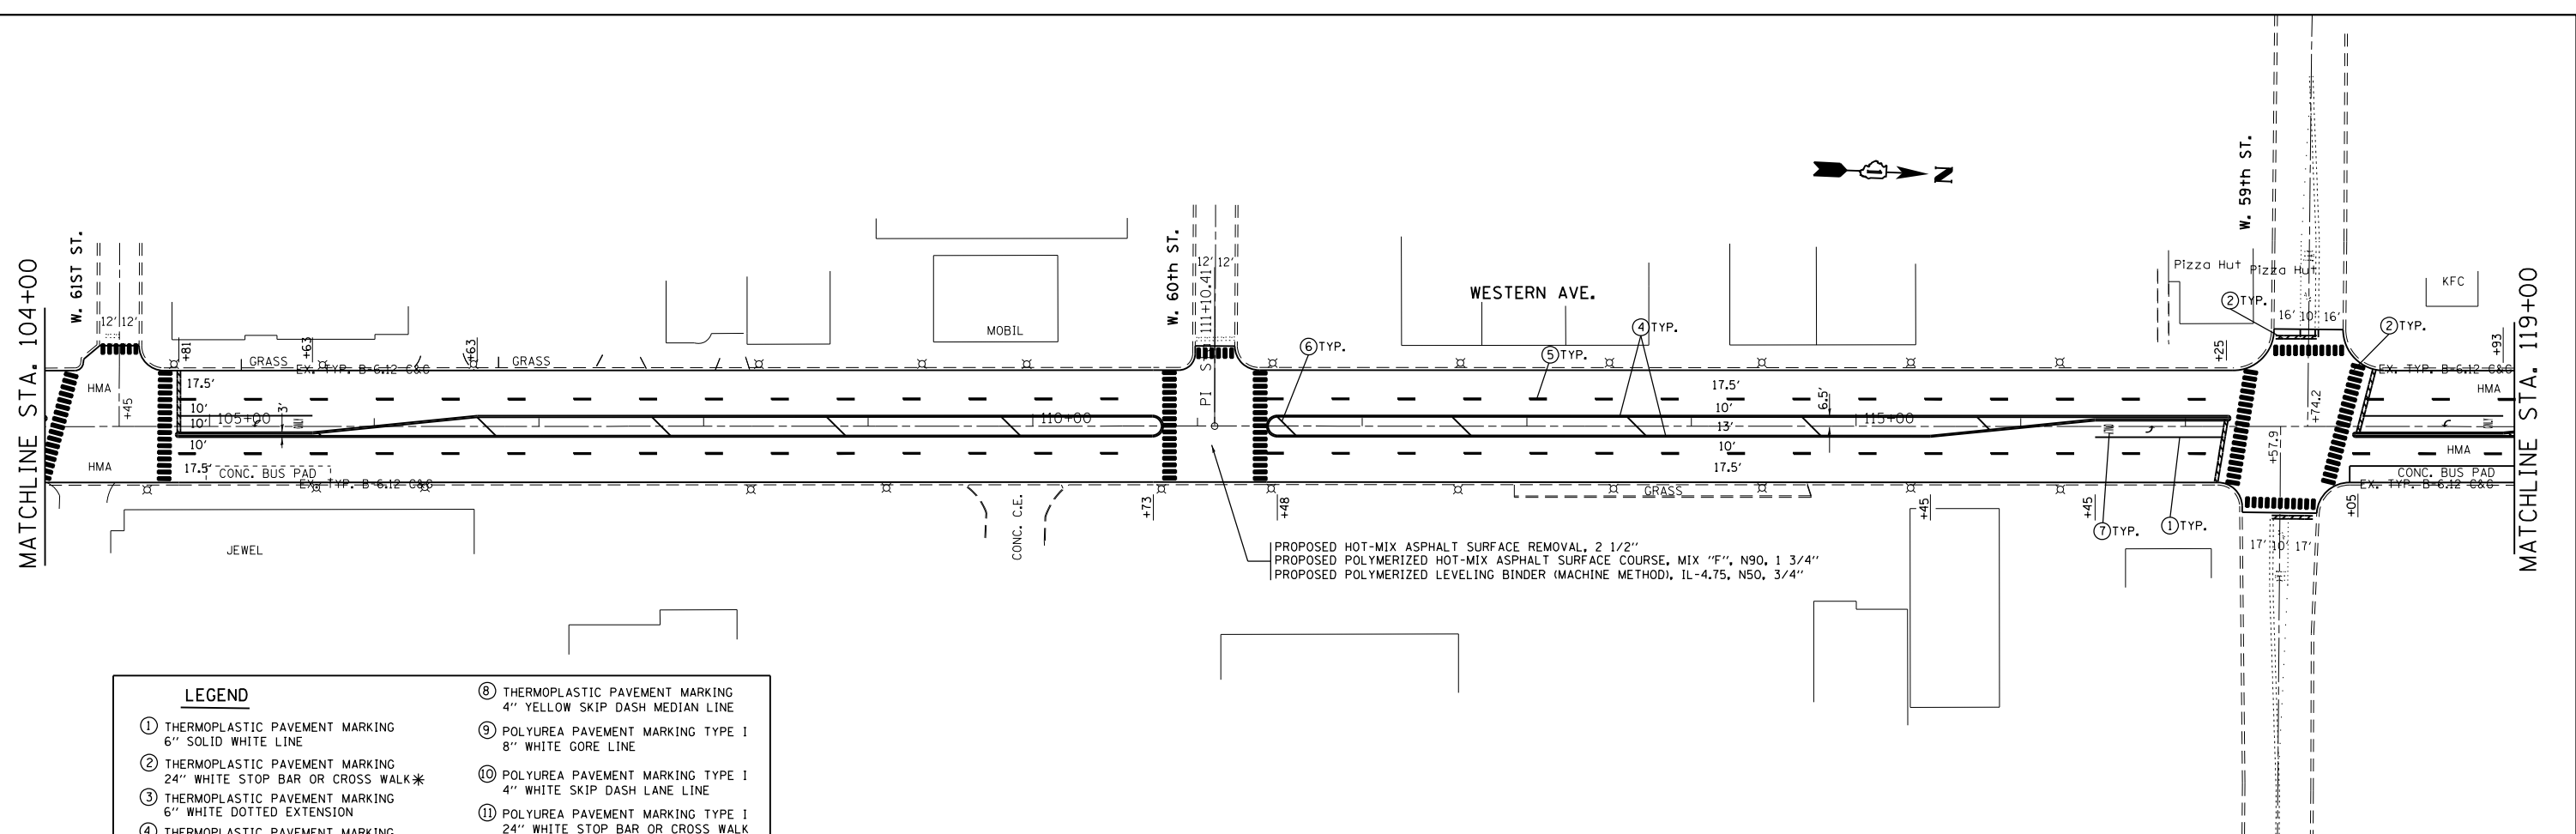 MATCHLINE STA. 104+00
W. 61ST ST.
12' 12'
+45
HMA
HMA
+81
+63
+63
GRASS
GRASS
EX. TYP. B-6.12 C&G
17.5'
10'
10'
10'
17.5'
3'
105+00
CONC. BUS PAD
EX. TYP. B-6.12 C&G
JEWEL
MOBIL
110+00
CONC. C.E.
W. 60th ST.
12' 12'
PI STA 111+10.41
+73
+48
6 TYP.
5 TYP.
4 TYP.
WESTERN AVE.
17.5'
10'
13'
10'
17.5'
6.5'
115+00
GRASS
+45
+45
7 TYP.
1 TYP.
N
W. 59th ST.
Pizza Hut
Pizza Hut
2 TYP.
16' 10' 16'
2 TYP.
KFC
+25
+93
+74.2
+57.9
EX. TYP. B-6.12 C&G
HMA
HMA
CONC. BUS PAD
EX. TYP. B-6.12 C&G
+05
17' 10' 17'
MATCHLINE STA. 119+00
PROPOSED HOT-MIX ASPHALT SURFACE REMOVAL, 2 1/2"
PROPOSED POLYMERIZED HOT-MIX ASPHALT SURFACE COURSE, MIX "F", N90, 1 3/4"
PROPOSED POLYMERIZED LEVELING BINDER (MACHINE METHOD), IL-4.75, N50, 3/4"
LEGEND
1 THERMOPLASTIC PAVEMENT MARKING
6" SOLID WHITE LINE
2 THERMOPLASTIC PAVEMENT MARKING
24" WHITE STOP BAR OR CROSS WALK*
3 THERMOPLASTIC PAVEMENT MARKING
6" WHITE DOTTED EXTENSION
4 THERMOPLASTIC PAVEMENT MARKING
8 THERMOPLASTIC PAVEMENT MARKING
4" YELLOW SKIP DASH MEDIAN LINE
9 POLYUREA PAVEMENT MARKING TYPE I
8" WHITE GORE LINE
10 POLYUREA PAVEMENT MARKING TYPE I
4" WHITE SKIP DASH LANE LINE
11 POLYUREA PAVEMENT MARKING TYPE I
24" WHITE STOP BAR OR CROSS WALK